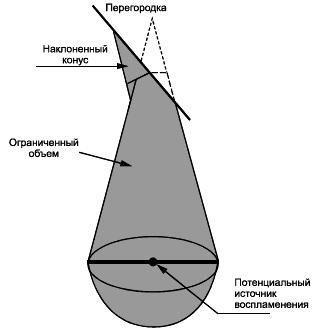 Перегородка
Наклоненный
конус
Ограниченный
объем
Потенциальный
источник
воспламенения